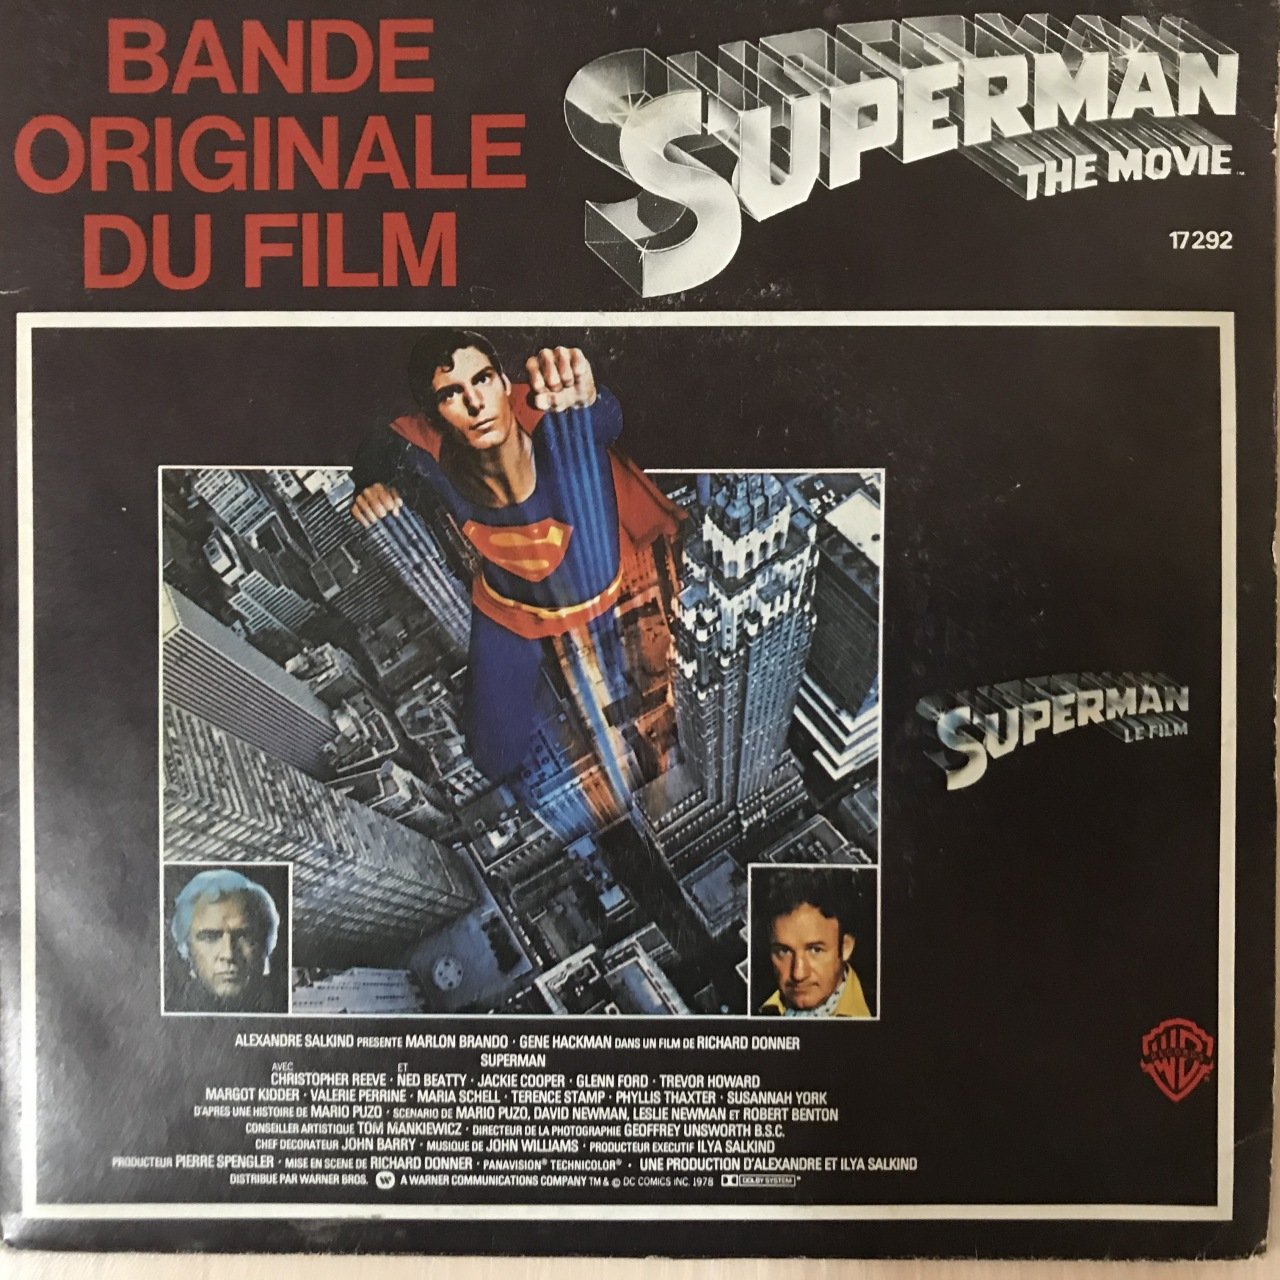 BANDE
ORIGINALE
DU FILM
SUPERMAN
THE MOVIE
17292
SUPERMAN
LE FILM
ALEXANDRE SALKIND PRESENTE MARLON BRANDO · GENE HACKMAN DANS UN FILM DE RICHARD DONNER
SUPERMAN
AVEC CHRISTOPHER REEVE · ET NED BEATTY · JACKIE COOPER · GLENN FORD · TREVOR HOWARD
MARGOT KIDDER · VALERIE PERRINE · MARIA SCHELL · TERENCE STAMP · PHYLLIS THAXTER · SUSANNAH YORK
D'APRES UNE HISTOIRE DE MARIO PUZO · SCENARIO DE MARIO PUZO, DAVID NEWMAN, LESLIE NEWMAN ET ROBERT BENTON
CONSEILLER ARTISTIQUE TOM MANKIEWICZ · DIRECTEUR DE LA PHOTOGRAPHIE GEOFFREY UNSWORTH B.S.C.
CHEF DECORATEUR JOHN BARRY · MUSIQUE DE JOHN WILLIAMS · PRODUCTEUR EXECUTIF ILYA SALKIND
PRODUCTEUR PIERRE SPENGLER · MISE EN SCENE DE RICHARD DONNER · PANAVISION® TECHNICOLOR® · UNE PRODUCTION D'ALEXANDRE ET ILYA SALKIND
DISTRIBUE PAR WARNER BROS. A WARNER COMMUNICATIONS COMPANY TM & © DC COMICS INC. 1978 DOLBY SYSTEM
RECORDS